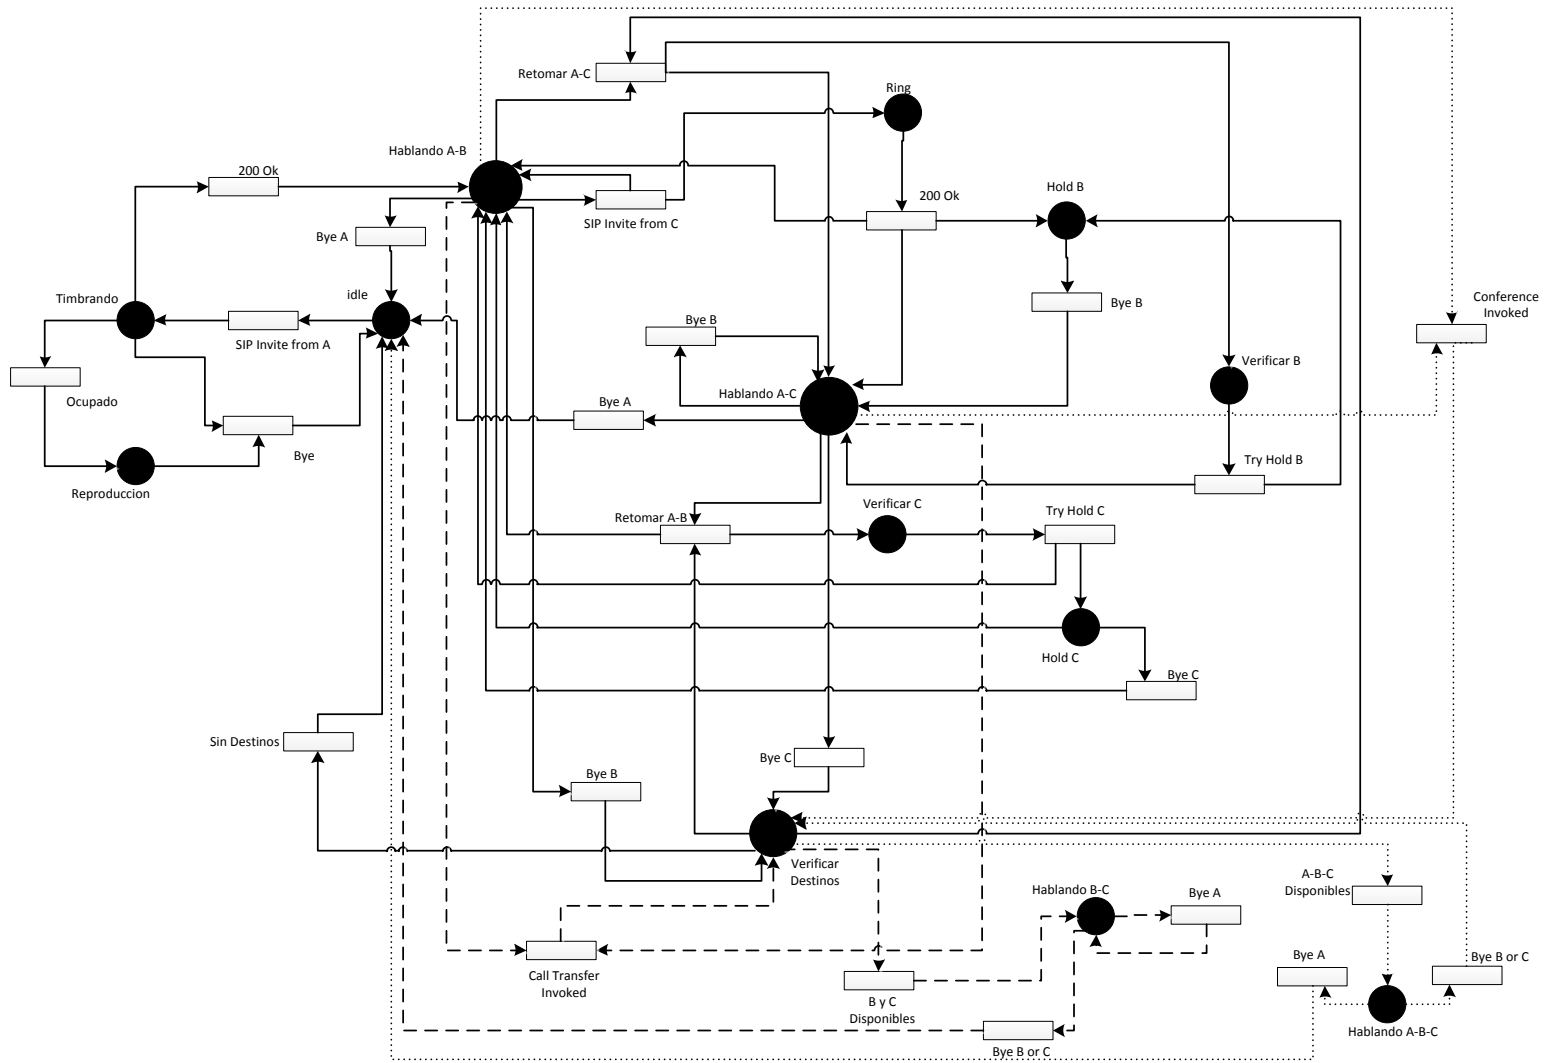 Retomar A-C
Ring
Hablando A-B
200 Ok
Hold B
200 Ok
SIP Invite from C
Bye A
Timbrando
idle
Conference
Invoked
Bye B
Bye B
SIP Invite from A
Verificar B
Hablando A-C
Ocupado
Bye A
Bye
Try Hold B
Reproduccion
Verificar C
Try Hold C
Retomar A-B
Hold C
Bye C
Sin Destinos
Bye C
Bye B
Verificar
Destinos
A-B-C
Disponibles
Hablando B-C
Bye A
Call Transfer
Invoked
B y C
Disponibles
Bye A
Bye B or C
Hablando A-B-C
Bye B or C